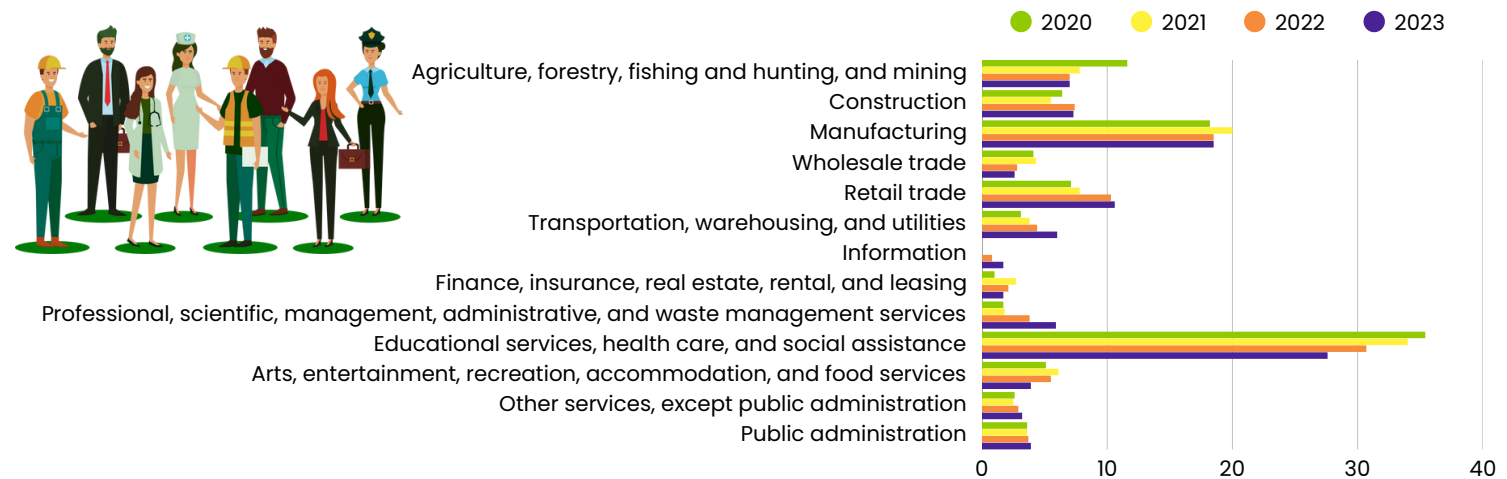 2020 2021 2022 2023
Agriculture, forestry, fishing and hunting, and mining
Construction
Manufacturing
Wholesale trade
Retail trade
Transportation, warehousing, and utilities
Information
Finance, insurance, real estate, rental, and leasing
Professional, scientific, management, administrative, and waste management services
Educational services, health care, and social assistance
Arts, entertainment, recreation, accommodation, and food services
Other services, except public administration
Public administration
0 10 20 30 40